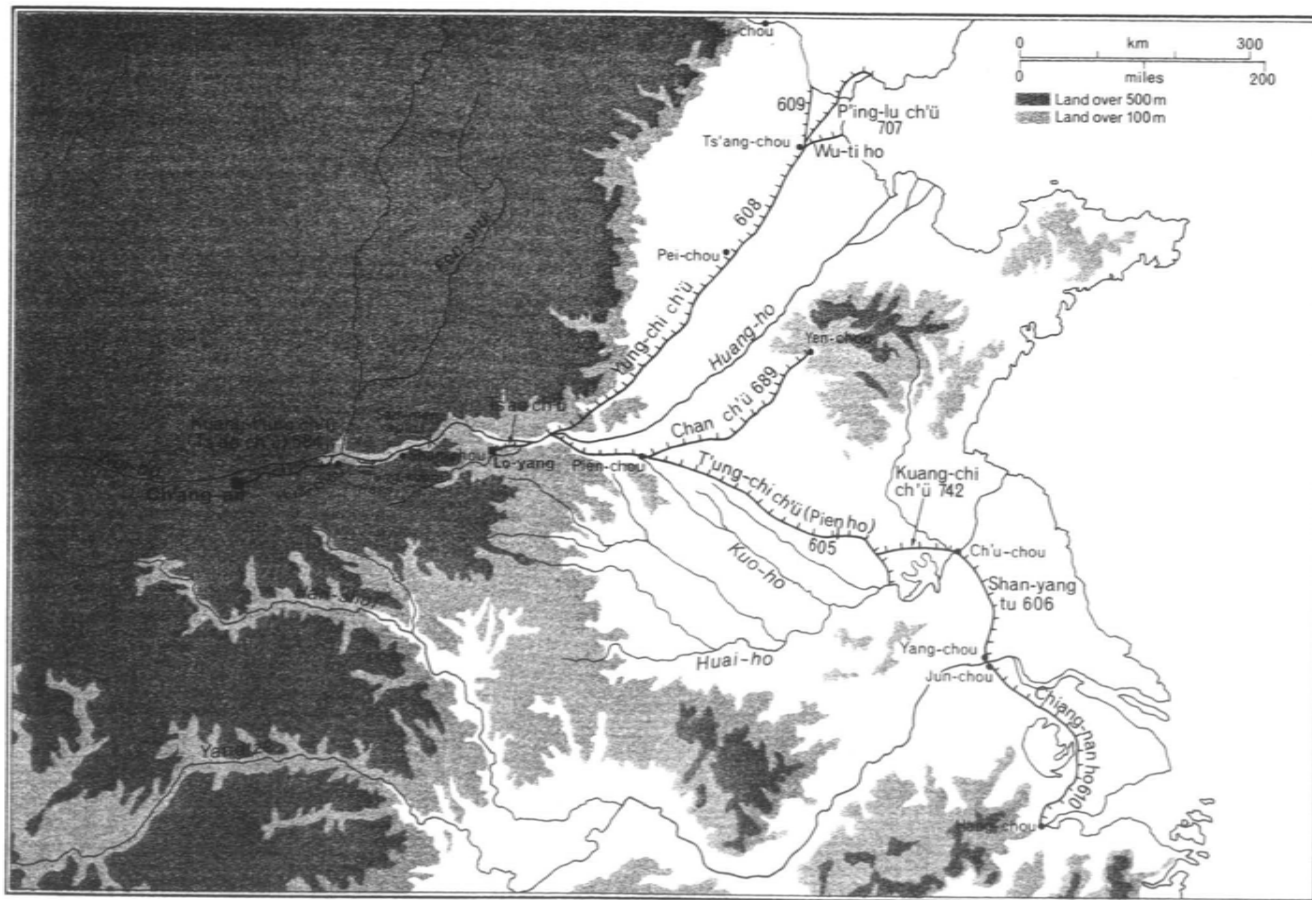 0 km 300
0 miles 200
Land over 500 m
Land over 100 m
609
P'ing-lu ch'ü
707
Ts'ang-chou
Wu-ti ho
608
Pei-chou
Yung-chi ch'ü
Huang-ho
Yen-chou
Chan ch'ü 689
Lo-yang
Pien-chou
Ch'ang-an
T'ung-chi ch'ü (Pien ho)
605
Kuang-chi
ch'ü 742
Ch'u-chou
Kuo-ho
Shan-yang
tu 606
Huai-ho
Yang-chou
Jun-chou
Chiang-nan ho 610